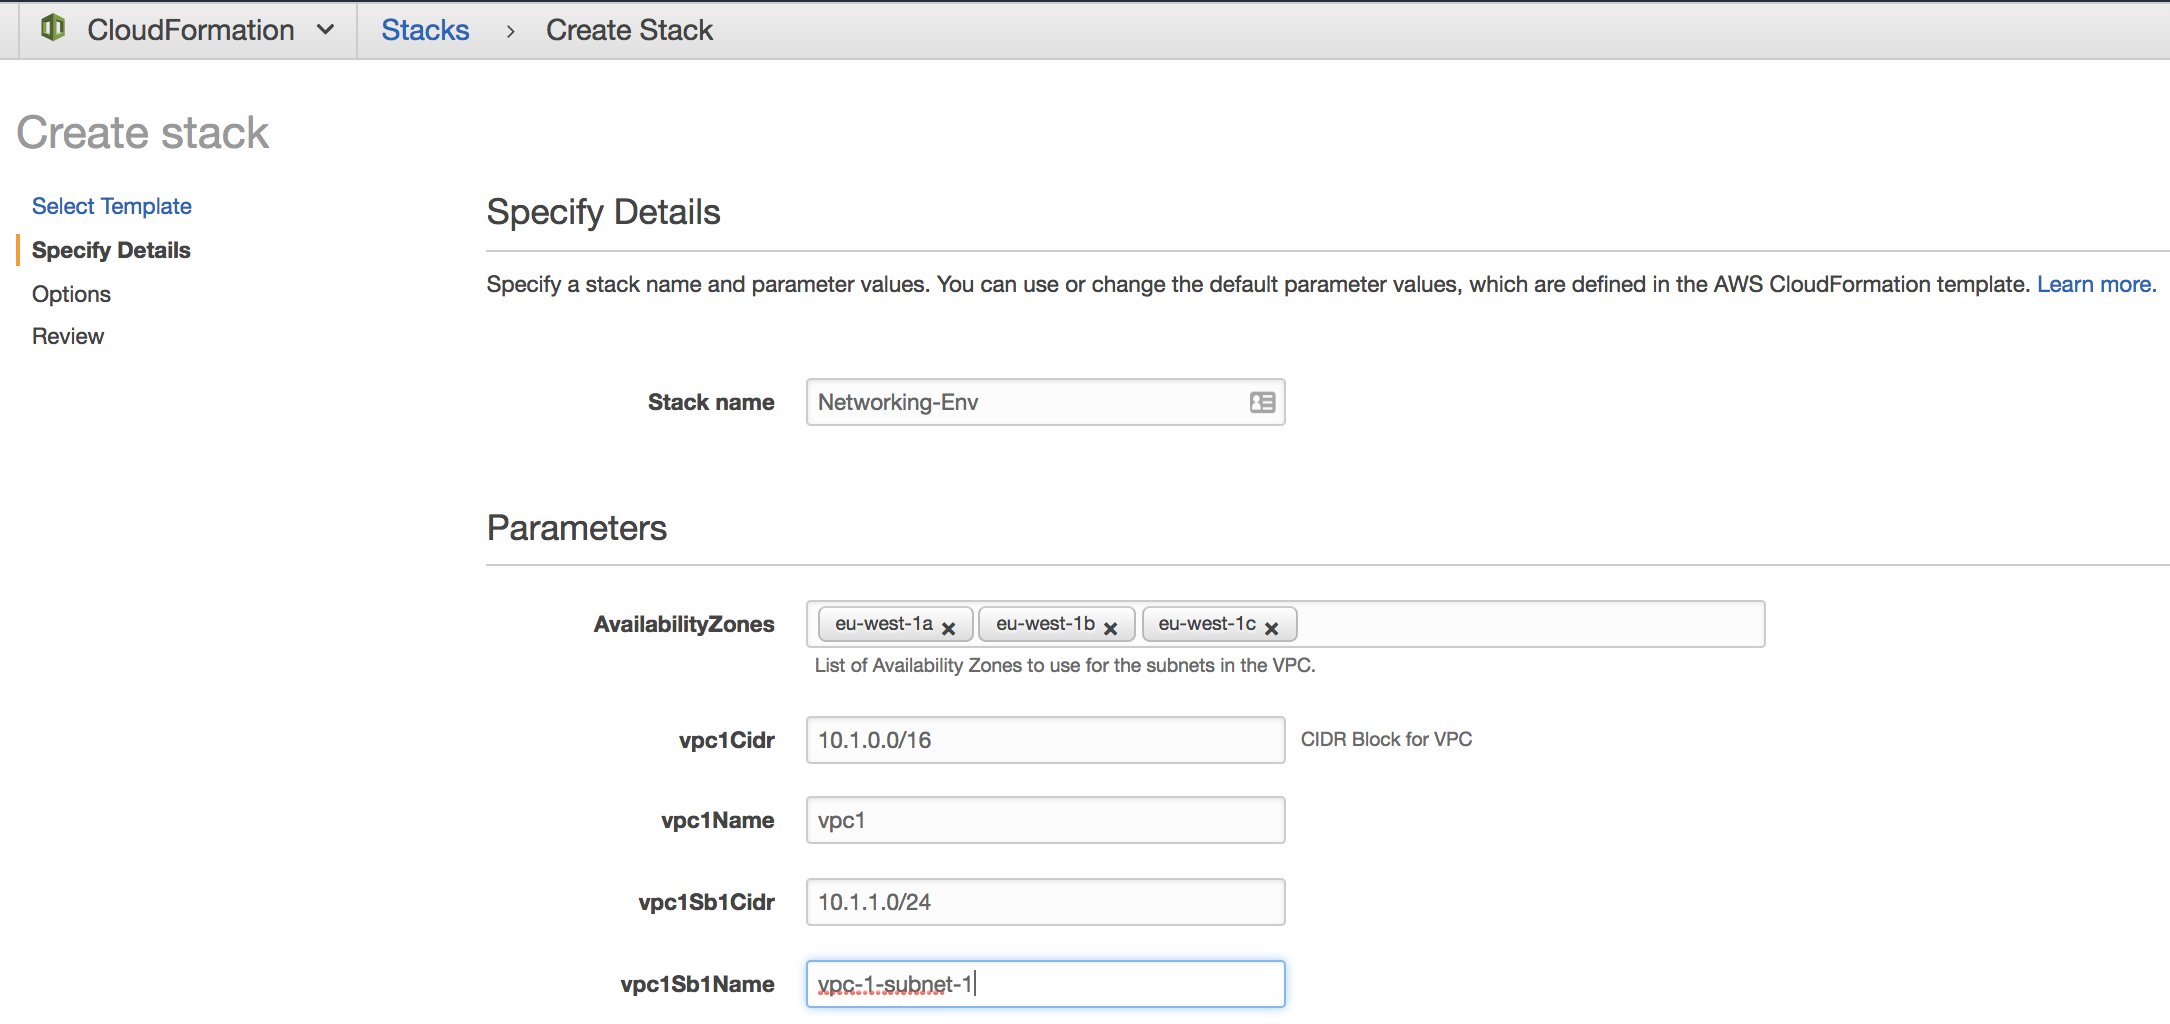 CloudFormation Stacks › Create Stack
Create stack
Select Template
Specify Details
Options
Review
Specify Details
Specify a stack name and parameter values. You can use or change the default parameter values, which are defined in the AWS CloudFormation template. Learn more.
Stack name Networking-Env
Parameters
AvailabilityZones eu-west-1a eu-west-1b eu-west-1c
List of Availability Zones to use for the subnets in the VPC.
vpc1Cidr 10.1.0.0/16 CIDR Block for VPC
vpc1Name vpc1
vpc1Sb1Cidr 10.1.1.0/24
vpc1Sb1Name vpc-1-subnet-1